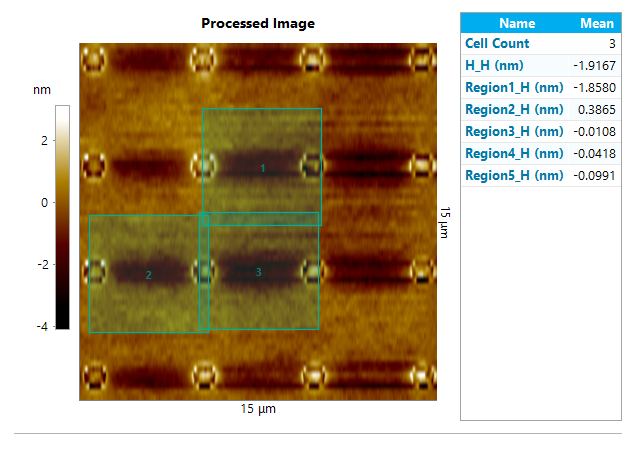 Processed Image
Name Mean
Cell Count 3
H_H (nm) -1.9167
Region1_H (nm) -1.8580
Region2_H (nm) 0.3865
Region3_H (nm) -0.0108
Region4_H (nm) -0.0418
Region5_H (nm) -0.0991
nm
2
0
-2
-4
1
2
3
15 µm
15 µm